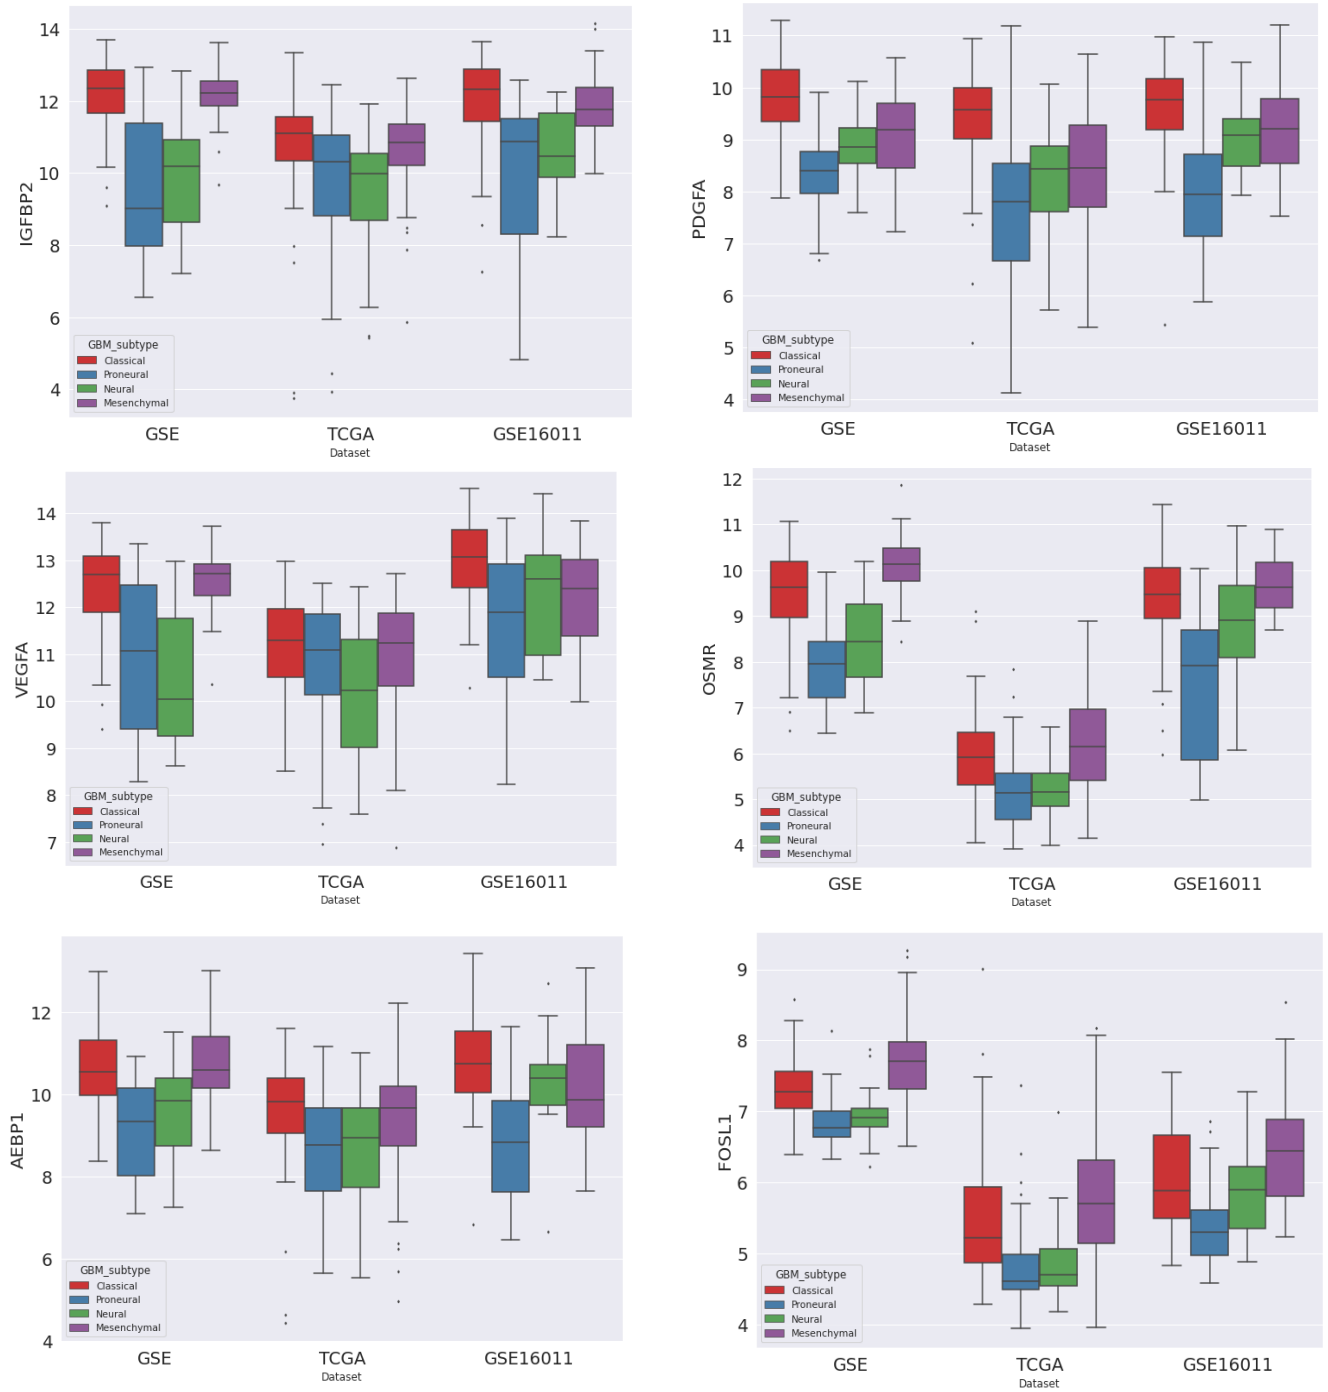 14
12
10
8
6
4
IGFBP2
GBM_subtype
Classical
Proneural
Neural
Mesenchymal
GSE TCGA GSE16011
Dataset
11
10
9
8
7
6
5
4
PDGFA
GBM_subtype
Classical
Proneural
Neural
Mesenchymal
GSE TCGA GSE16011
Dataset
14
13
12
11
10
9
8
7
VEGFA
GBM_subtype
Classical
Proneural
Neural
Mesenchymal
GSE TCGA GSE16011
Dataset
12
11
10
9
8
7
6
5
4
OSMR
GBM_subtype
Classical
Proneural
Neural
Mesenchymal
GSE TCGA GSE16011
Dataset
12
10
8
6
4
AEBP1
GBM_subtype
Classical
Proneural
Neural
Mesenchymal
GSE TCGA GSE16011
Dataset
9
8
7
6
5
4
FOSL1
GBM_subtype
Classical
Proneural
Neural
Mesenchymal
GSE TCGA GSE16011
Dataset